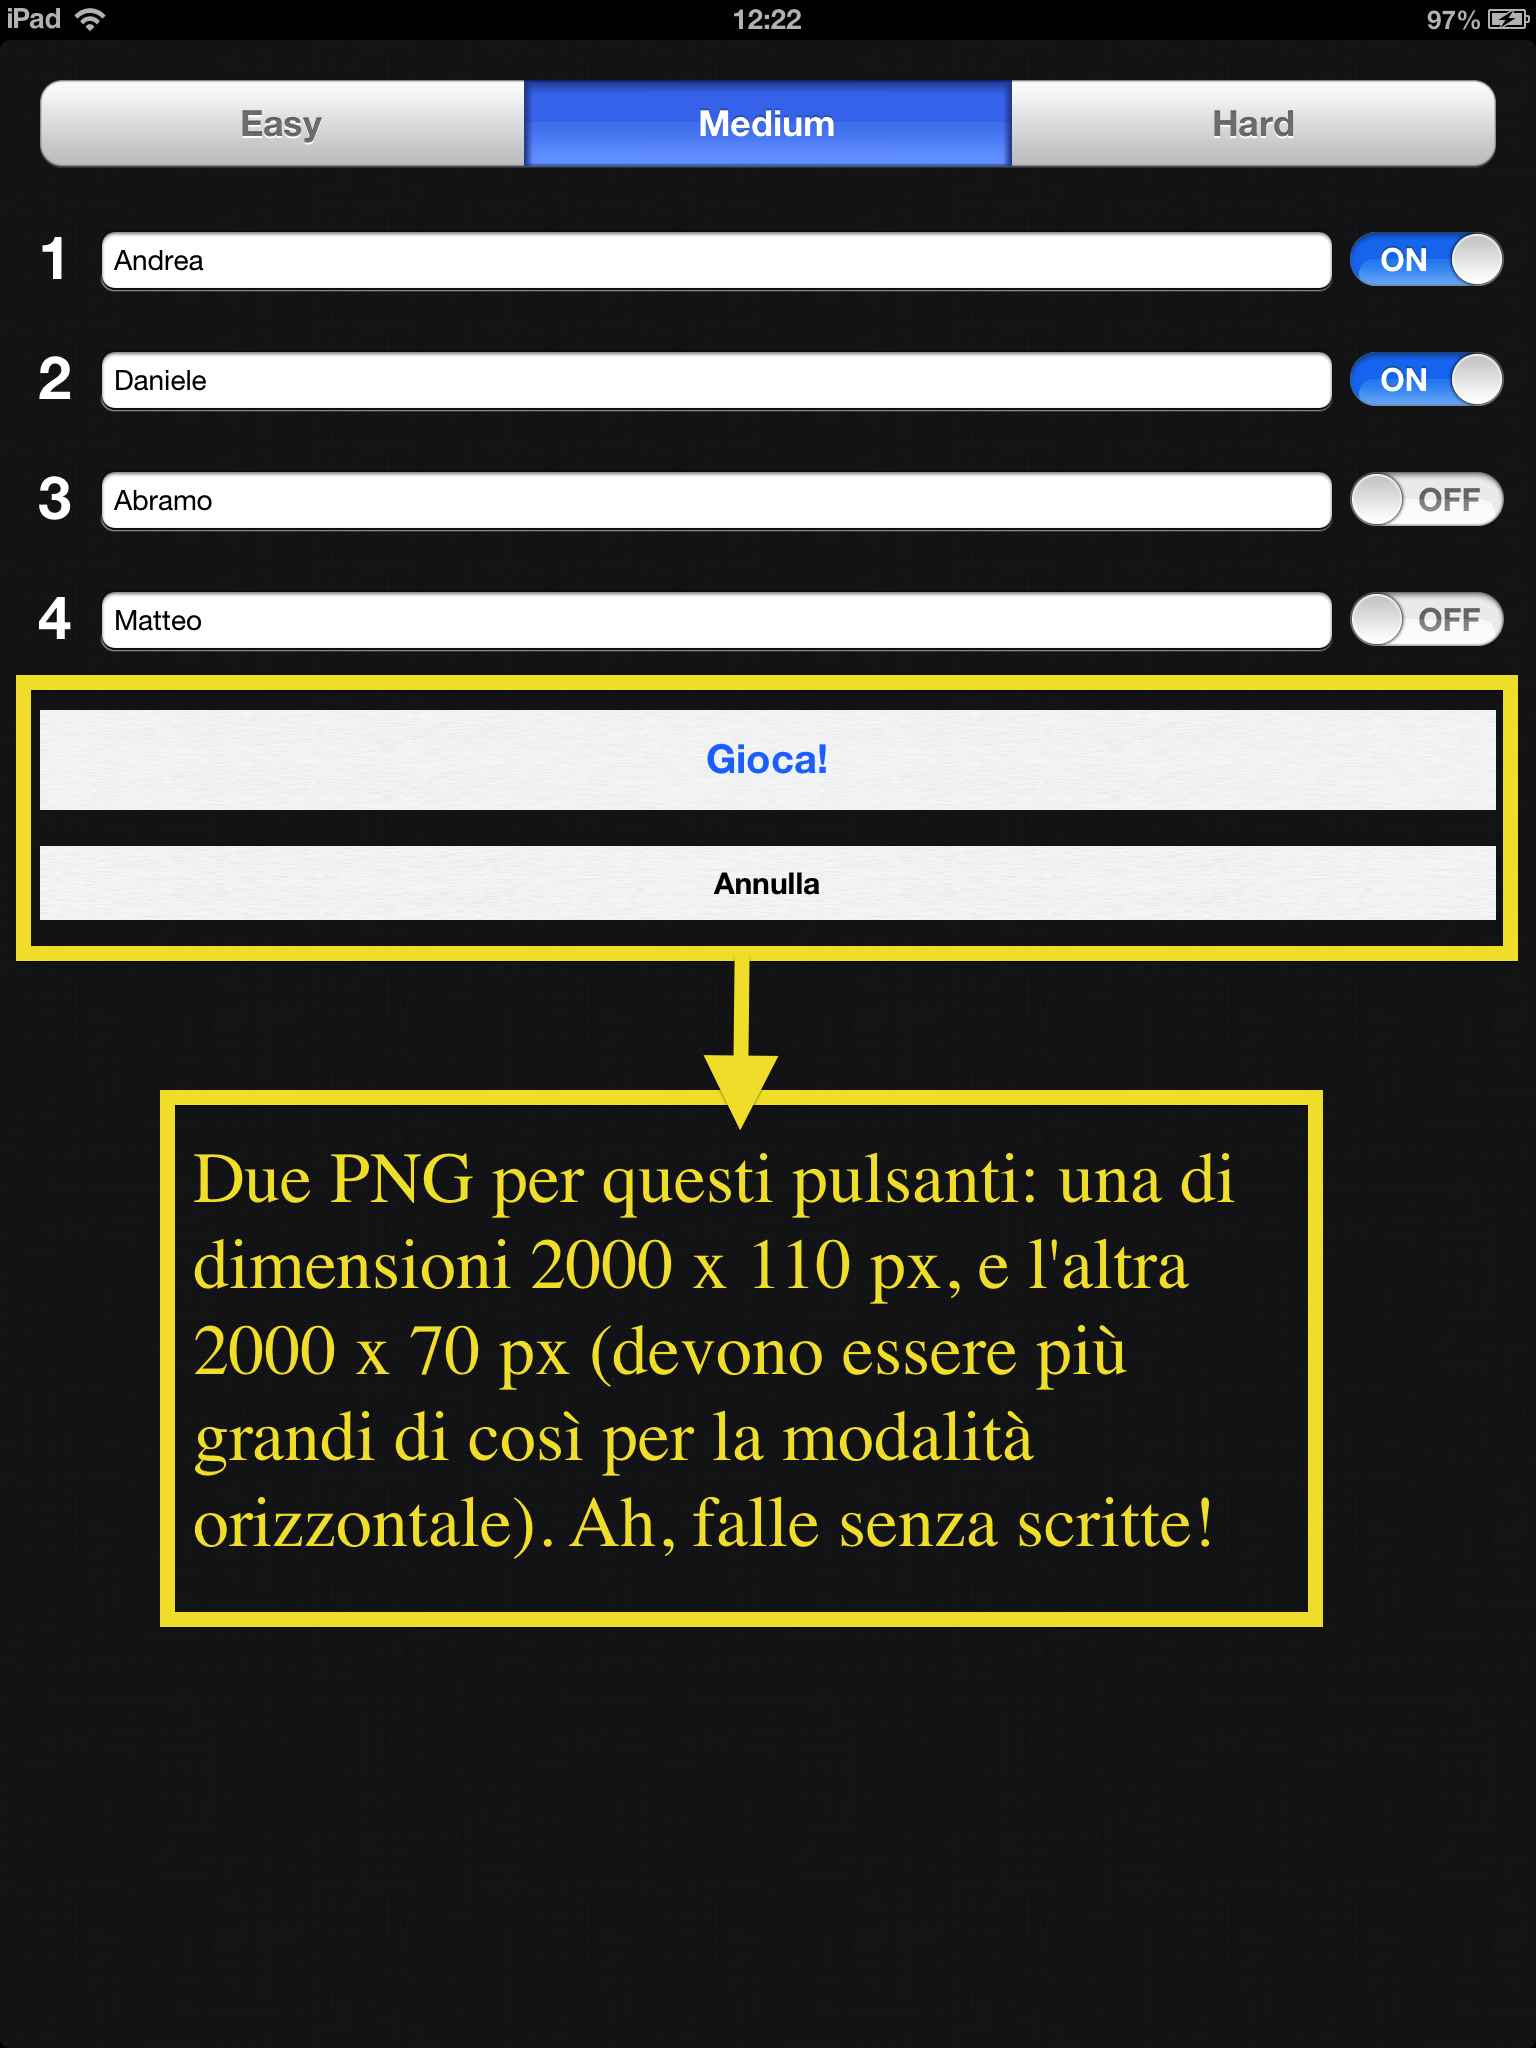 iPad 12:22 97%
Easy Medium Hard
1 Andrea ON
2 Daniele ON
3 Abramo OFF
4 Matteo OFF
Gioca!
Annulla
Due PNG per questi pulsanti: una di
dimensioni 2000 x 110 px, e l'altra
2000 x 70 px (devono essere più
grandi di così per la modalità
orizzontale). Ah, falle senza scritte!